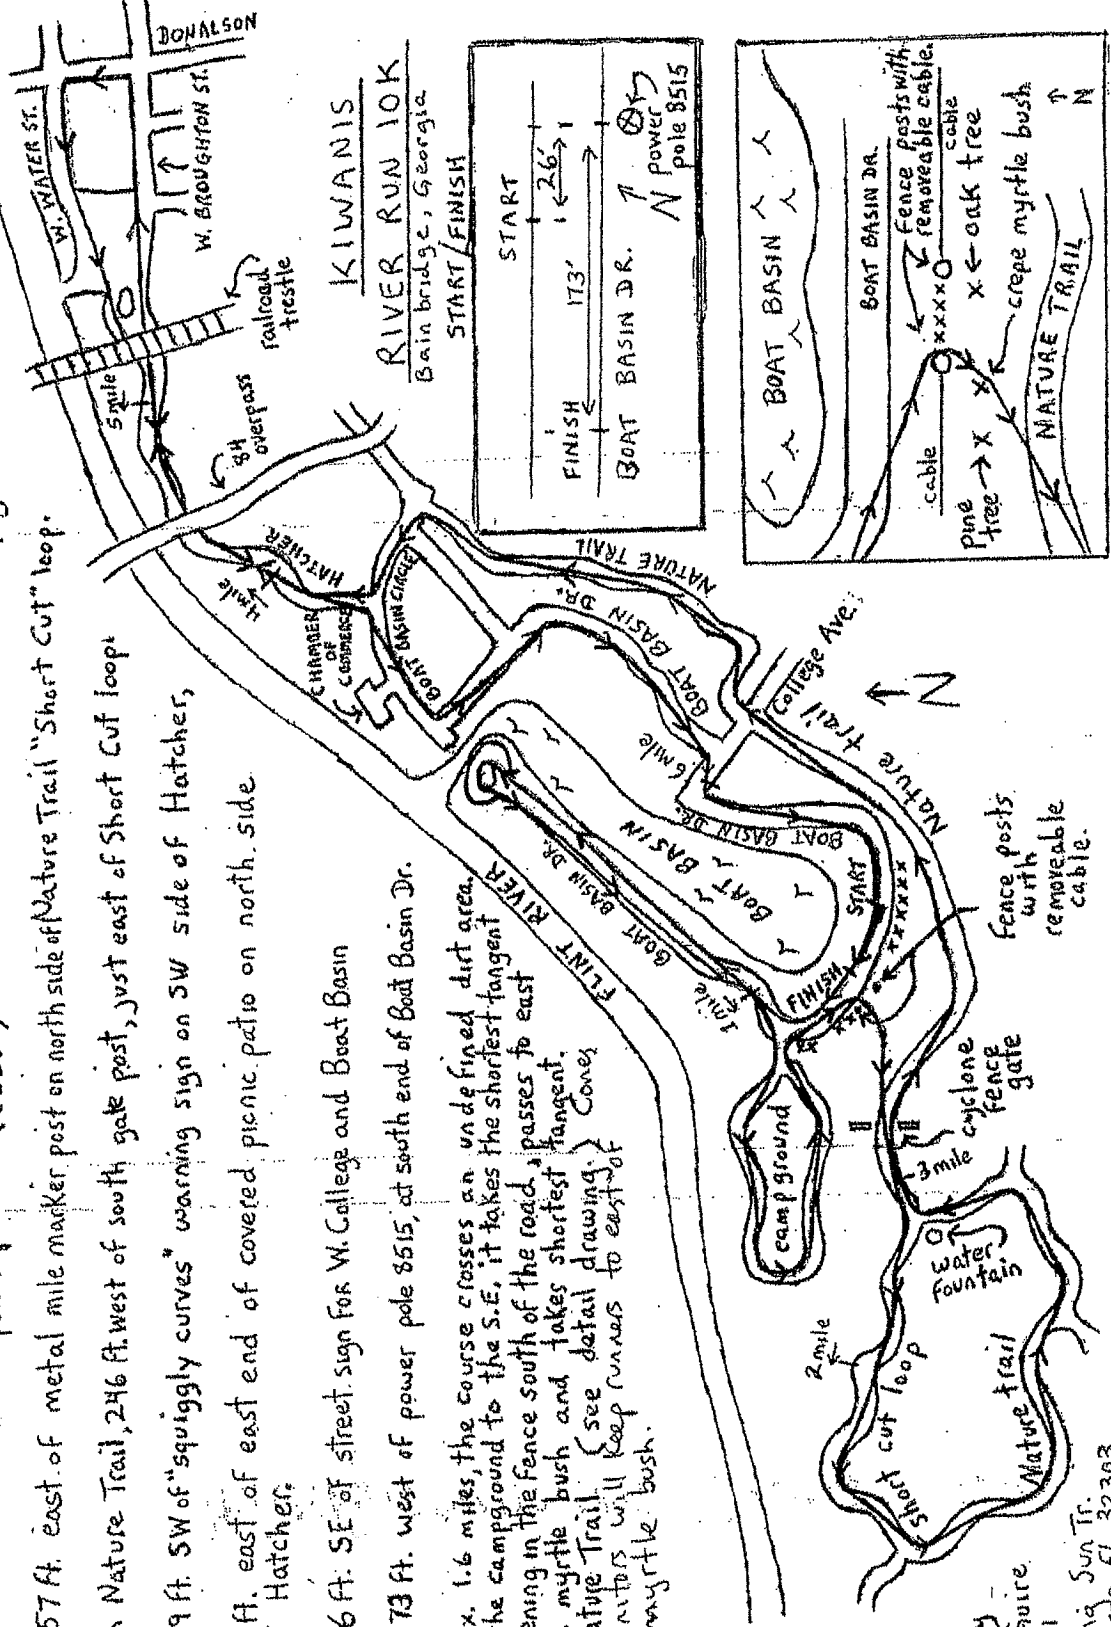 57 ft. east of metal mile marker post on north side of Nature Trail "Short Cut" loop.
Nature Trail, 246 ft. west of south gate post, just east of Short Cut loop.
9 ft. SW of "squiggly curves" warning sign on SW side of Hatcher,
ft. east of east end of covered picnic patio on north side
Hatcher.
6 ft. SE of street sign for W. College and Boat Basin
73 ft. west of power pole 8515, at south end of Boat Basin Dr.
x. 1.6 miles, the course crosses an undefined dirt area.
he campground to the S.E., it takes the shortest tangent
ening in the fence south of the road, passes to east
myrtle bush and takes shortest tangent.
ature Trail. (see detail drawing.) Cones
nitors will keep runners to east of
myrtle bush.
KIWANIS
RIVER RUN 10K
Bainbridge, Georgia
START/FINISH
START
26'
FINISH
173'
BOAT BASIN DR.
N
power
pole 8515
BOAT BASIN
BOAT BASIN DR.
Fence posts with
removeable cable.
cable
cable
xxxxx
x ← oak tree
Pine
tree → x
x
crepe myrtle bush
NATURE TRAIL
N
DONALSON
W. WATER ST.
W. BROUGHTON ST.
railroad
trestle
5 mile
84
overpass
HATCHER
4 mile
CHAMBER
OF
COMMERCE
BOAT BASIN CIRCLE
NATURE TRAIL
BOAT BASIN DR.
College Ave.
6 mile
N
Nature trail
BOAT BASIN DR.
BOAT BASIN
BOAT BASIN DR.
FLINT RIVER
START
FINISH
xxxxxx
xxx
1 mile
Fence posts
with
removeable
cable.
campground
cyclone
fence
gate
~3 mile
water
fountain
2 mile
Short cut loop
Nature trail
quire
Sun Tr.